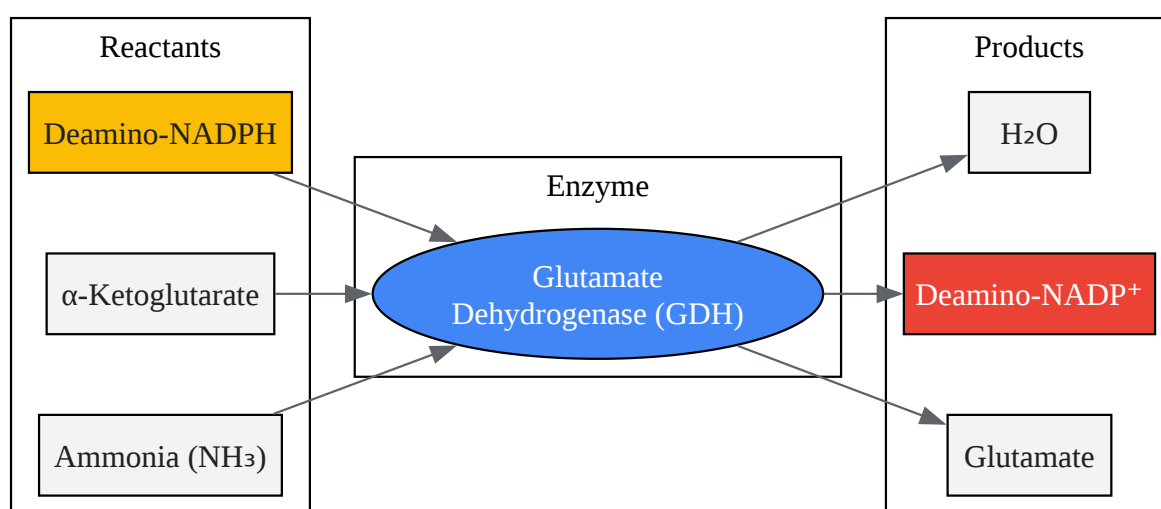 Reactants
Deamino-NADPH
α-Ketoglutarate
Ammonia (NH₃)
Enzyme
Glutamate
Dehydrogenase (GDH)
Products
H₂O
Deamino-NADP⁺
Glutamate